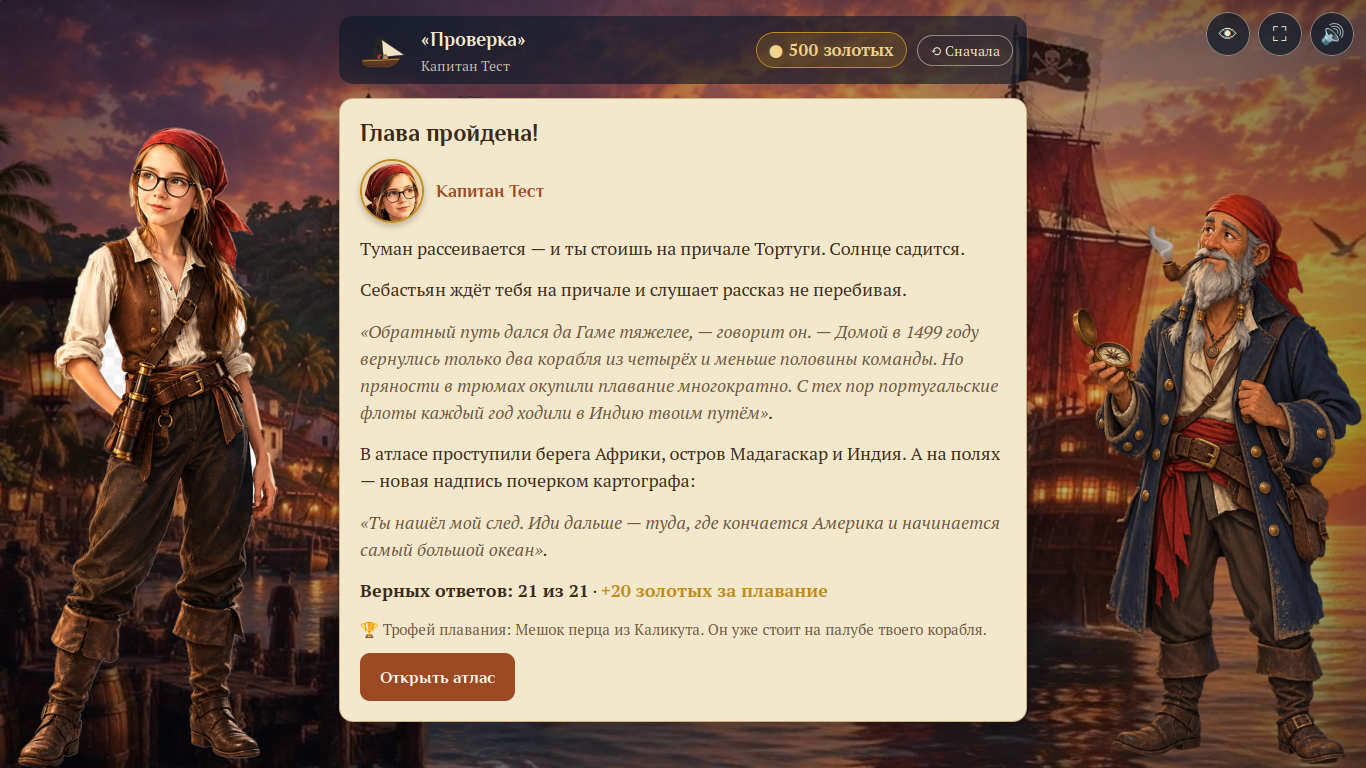 «Проверка»
Капитан Тест
500 золотых
⟲ Сначала
Глава пройдена!
Капитан Тест
Туман рассеивается — и ты стоишь на причале Тортуги. Солнце садится.
Себастьян ждёт тебя на причале и слушает рассказ не перебивая.
«Обратный путь дался да Гаме тяжелее, — говорит он. — Домой в 1499 году
вернулись только два корабля из четырёх и меньше половины команды. Но
пряности в трюмах окупили плавание многократно. С тех пор португальские
флоты каждый год ходили в Индию твоим путём».
В атласе проступили берега Африки, остров Мадагаскар и Индия. А на полях
— новая надпись почерком картографа:
«Ты нашёл мой след. Иди дальше — туда, где кончается Америка и начинается
самый большой океан».
Верных ответов: 21 из 21 · +20 золотых за плавание
🏆 Трофей плавания: Мешок перца из Каликута. Он уже стоит на палубе твоего корабля.
Открыть атлас